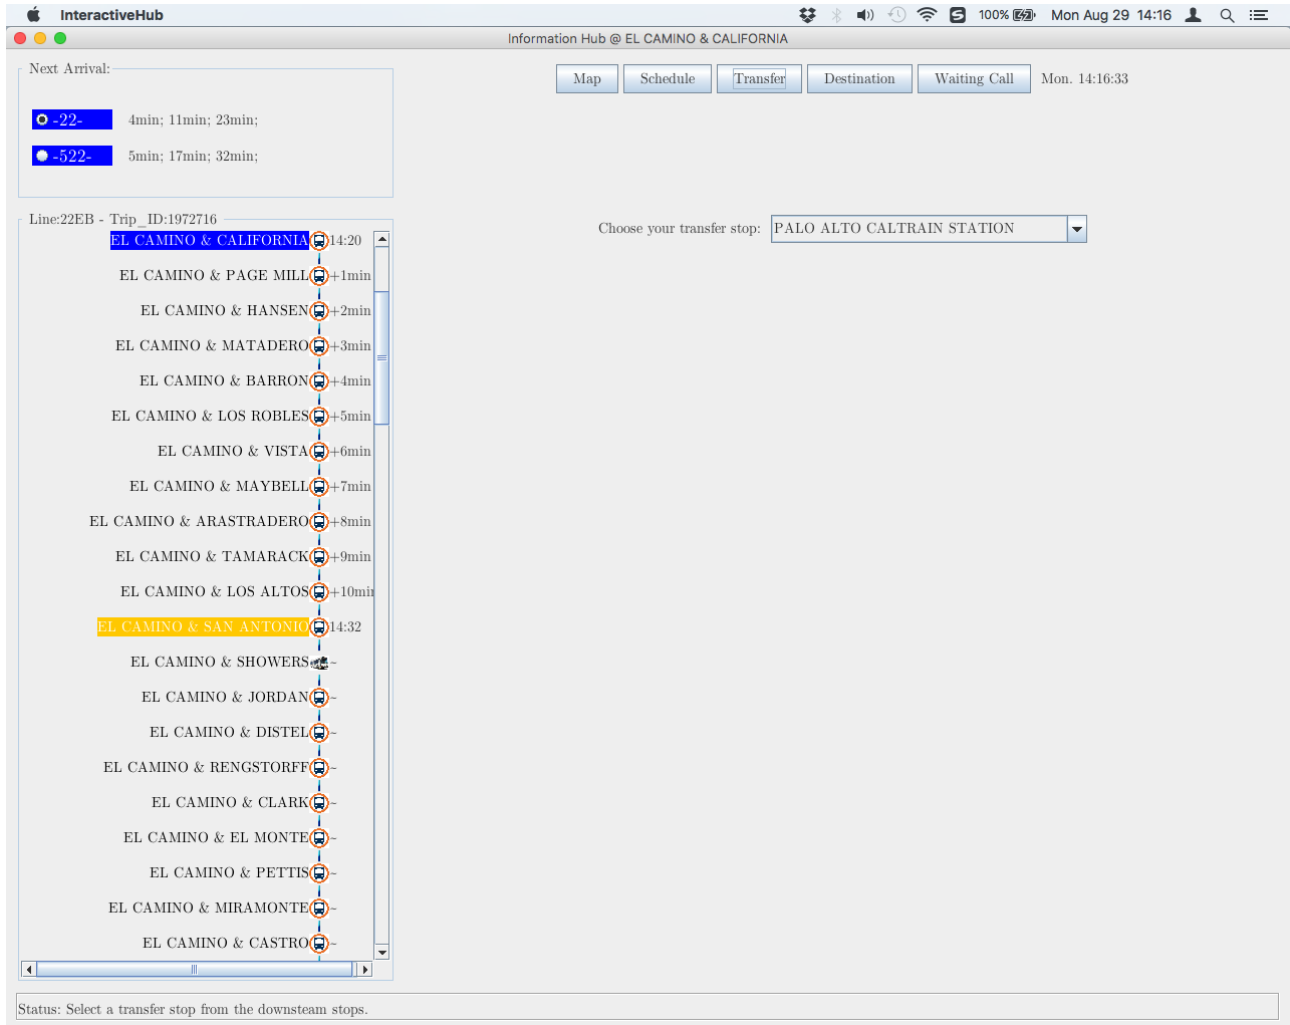 InteractiveHub 100% Mon Aug 29 14:16
Information Hub @ EL CAMINO & CALIFORNIA
Next Arrival:
-22- 4min; 11min; 23min;
-522- 5min; 17min; 32min;
Map Schedule Transfer Destination Waiting Call Mon. 14:16:33
Line:22EB - Trip_ID:1972716
EL CAMINO & CALIFORNIA 14:20
EL CAMINO & PAGE MILL +1min
EL CAMINO & HANSEN +2min
EL CAMINO & MATADERO +3min
EL CAMINO & BARRON +4min
EL CAMINO & LOS ROBLES +5min
EL CAMINO & VISTA +6min
EL CAMINO & MAYBELL +7min
EL CAMINO & ARASTRADERO +8min
EL CAMINO & TAMARACK +9min
EL CAMINO & LOS ALTOS +10min
EL CAMINO & SAN ANTONIO 14:32
EL CAMINO & SHOWERS ~
EL CAMINO & JORDAN ~
EL CAMINO & DISTEL ~
EL CAMINO & RENGSTORFF ~
EL CAMINO & CLARK ~
EL CAMINO & EL MONTE ~
EL CAMINO & PETTIS ~
EL CAMINO & MIRAMONTE ~
EL CAMINO & CASTRO ~
Choose your transfer stop: PALO ALTO CALTRAIN STATION
Status: Select a transfer stop from the downsteam stops.